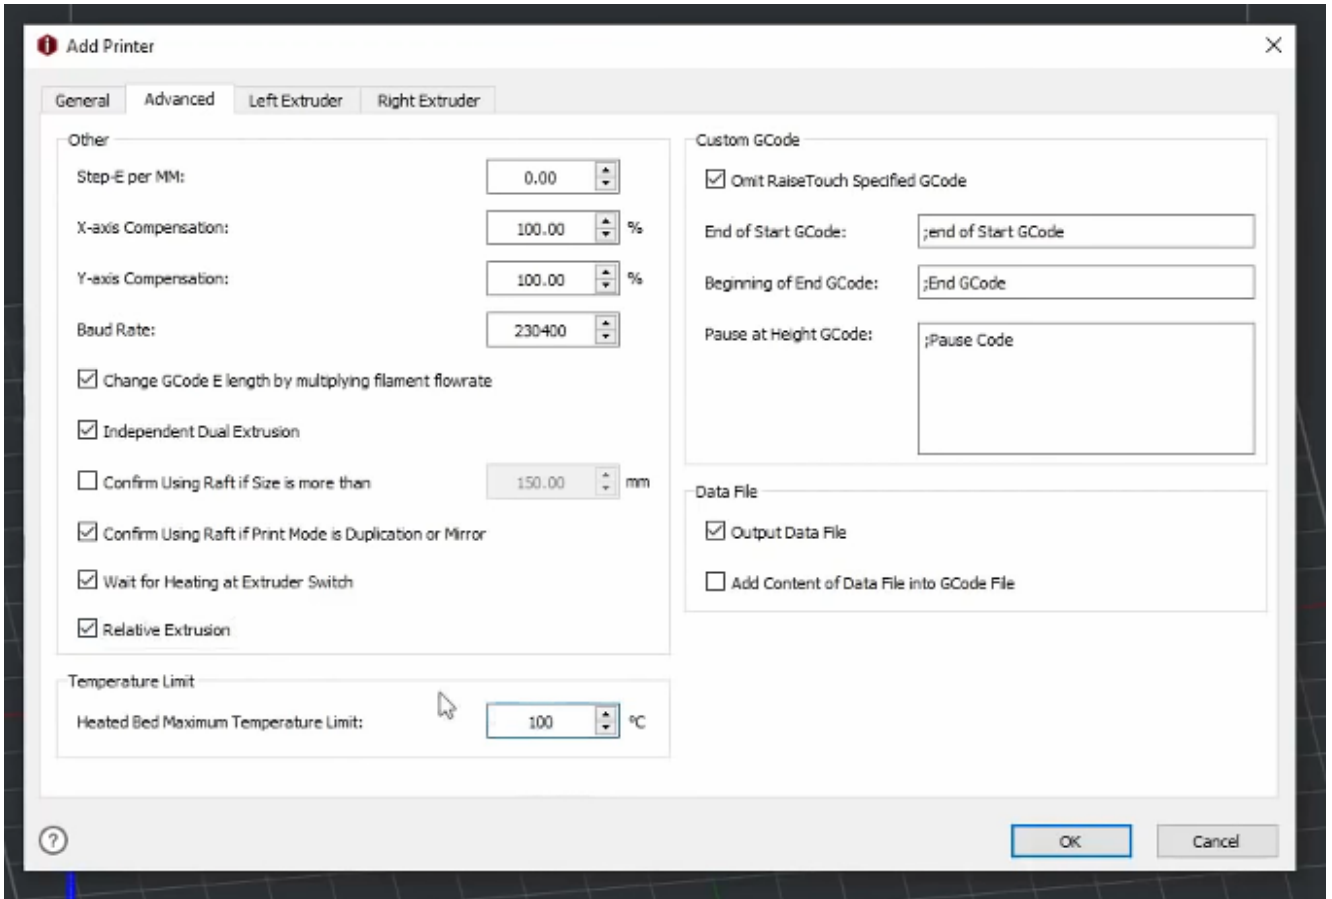 Add Printer
General
Advanced
Left Extruder
Right Extruder
Other
Step-E per MM:
0.00
X-axis Compensation:
100.00
%
Y-axis Compensation:
100.00
%
Baud Rate:
230400
Change GCode E length by multiplying filament flowrate
Independent Dual Extrusion
Confirm Using Raft if Size is more than
150.00
mm
Confirm Using Raft if Print Mode is Duplication or Mirror
Wait for Heating at Extruder Switch
Relative Extrusion
Temperature Limit
Heated Bed Maximum Temperature Limit:
100
°C
Custom GCode
Omit RaiseTouch Specified GCode
End of Start GCode:
;end of Start GCode
Beginning of End GCode:
;End GCode
Pause at Height GCode:
;Pause Code
Data File
Output Data File
Add Content of Data File into GCode File
?
OK
Cancel